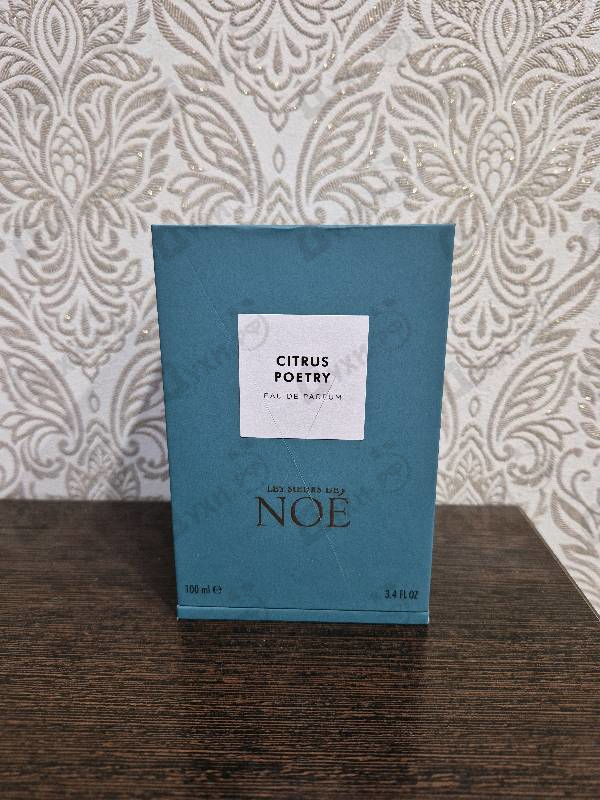 CITRUS
POETRY
EAU DE PARFUM
LES SŒURS DE
NOÉ
100 ml ℮
3.4 FL OZ